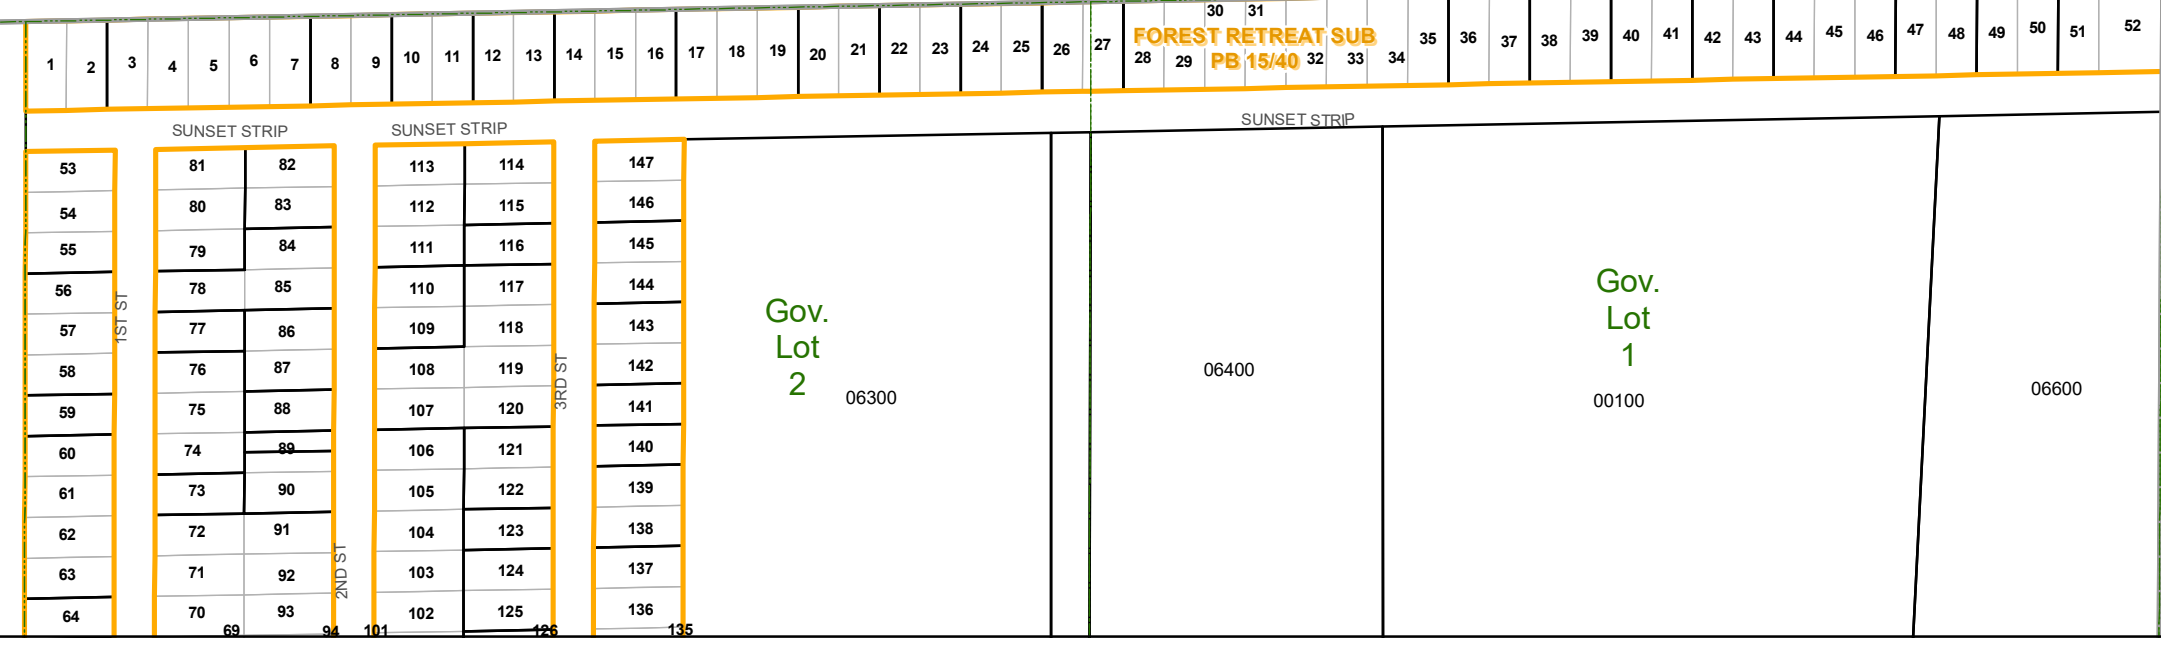 1 2 3 4 5 6 7 8 9 10 11 12 13 14 15 16 17 18 19 20 21 22 23 24 25 26 27 28 29 30 31 32 33 34 35 36 37 38 39 40 41 42 43 44 45 46 47 48 49 50 51 52
FOREST RETREAT SUB
PB 15/40
SUNSET STRIP
SUNSET STRIP
SUNSET STRIP
53 81 82 113 114 147
54 80 83 112 115 146
55 79 84 111 116 145
56 78 85 110 117 144
57 77 86 109 118 143
58 76 87 108 119 142
59 75 88 107 120 141
60 74 89 106 121 140
61 73 90 105 122 139
62 72 91 104 123 138
63 71 92 103 124 137
64 70 93 102 125 136
69 94 101 126 135
1ST ST
2ND ST
3RD ST
Gov.
Lot
2
06300
06400
Gov.
Lot
1
00100
06600